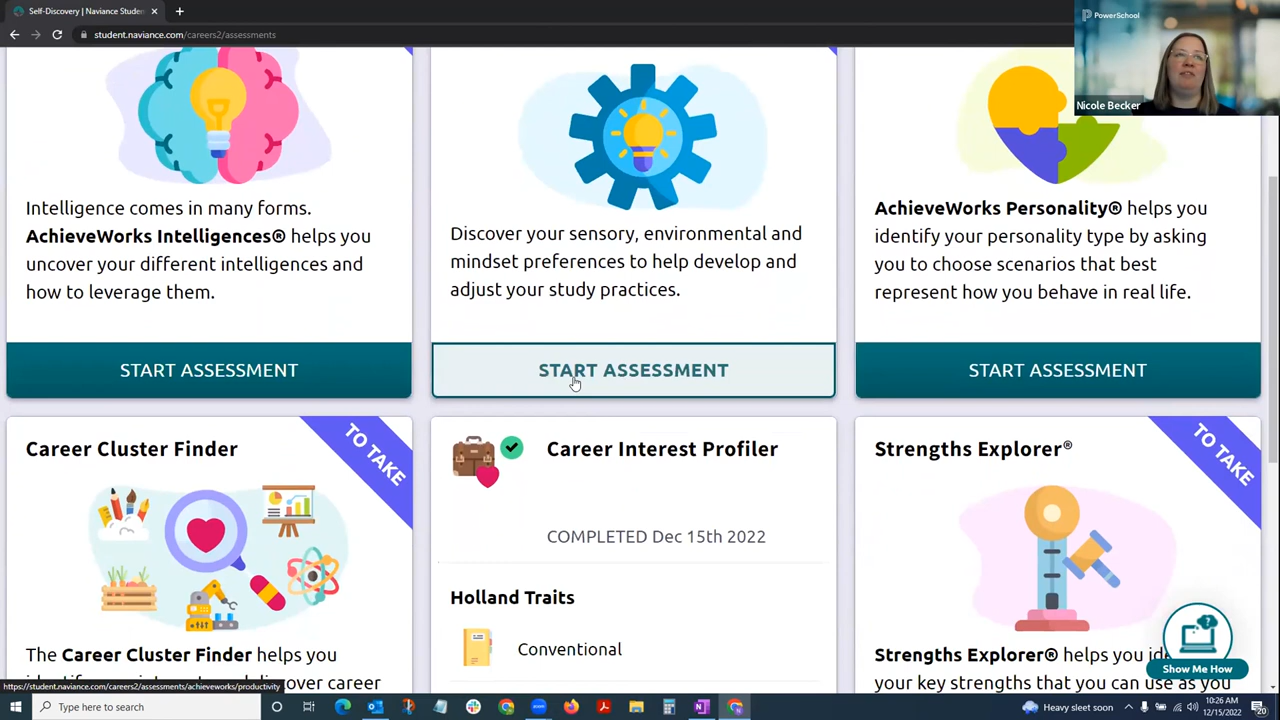 Self-Discovery | Naviance Studen
student.naviance.com/careers2/assessments
PowerSchool
Nicole Becker
Intelligence comes in many forms.
AchieveWorks Intelligences® helps you
uncover your different intelligences and
how to leverage them.
START ASSESSMENT
Discover your sensory, environmental and
mindset preferences to help develop and
adjust your study practices.
START ASSESSMENT
AchieveWorks Personality® helps you
identify your personality type by asking
you to choose scenarios that best
represent how you behave in real life.
START ASSESSMENT
Career Cluster Finder
TO TAKE
The Career Cluster Finder helps you
Career Interest Profiler
COMPLETED Dec 15th 2022
Holland Traits
Conventional
Strengths Explorer®
TO TAKE
Strengths Explorer® helps you
your key strengths that you can use as you
Show Me How
https://student.naviance.com/careers2/assessments/achieveworks/productivity
Type here to search
Heavy sleet soon
10:26 AM
12/15/2022
20